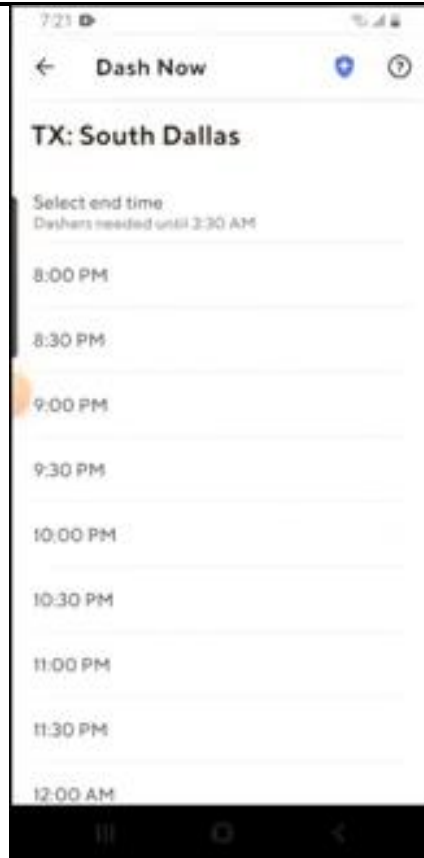 7:21
Dash Now
TX: South Dallas
Select end time
Dashers needed until 2:30 AM
8:00 PM
8:30 PM
9:00 PM
9:30 PM
10:00 PM
10:30 PM
11:00 PM
11:30 PM
12:00 AM